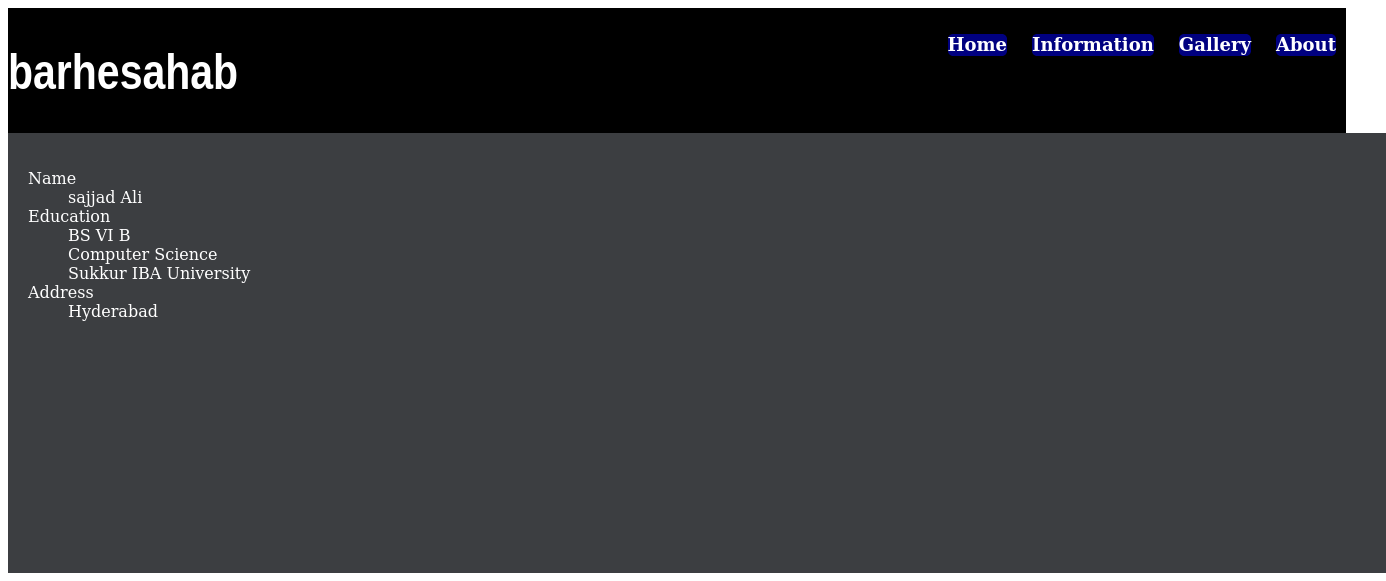 barhesahab
Home Information Gallery About
Name
sajjad Ali
Education
BS VI B
Computer Science
Sukkur IBA University
Address
Hyderabad